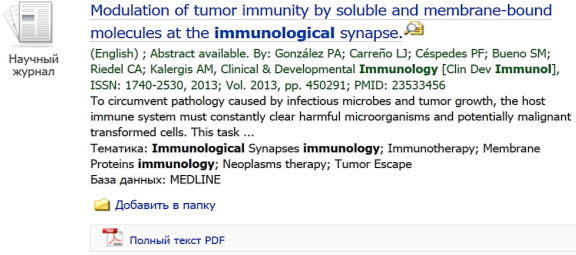 Modulation of tumor immunity by soluble and membrane-bound
molecules at the immunological synapse.
Научный
журнал
(English) ; Abstract available. By: González PA; Carreño LJ; Céspedes PF; Bueno SM;
Riedel CA; Kalergis AM, Clinical & Developmental Immunology [Clin Dev Immunol],
ISSN: 1740-2530, 2013; Vol. 2013, pp. 450291; PMID: 23533456
To circumvent pathology caused by infectious microbes and tumor growth, the host
immune system must constantly clear harmful microorganisms and potentially malignant
transformed cells. This task ...
Тематика: Immunological Synapses immunology; Immunotherapy; Membrane
Proteins immunology; Neoplasms therapy; Tumor Escape
База данных: MEDLINE
Добавить в папку
PDF
Полный текст PDF